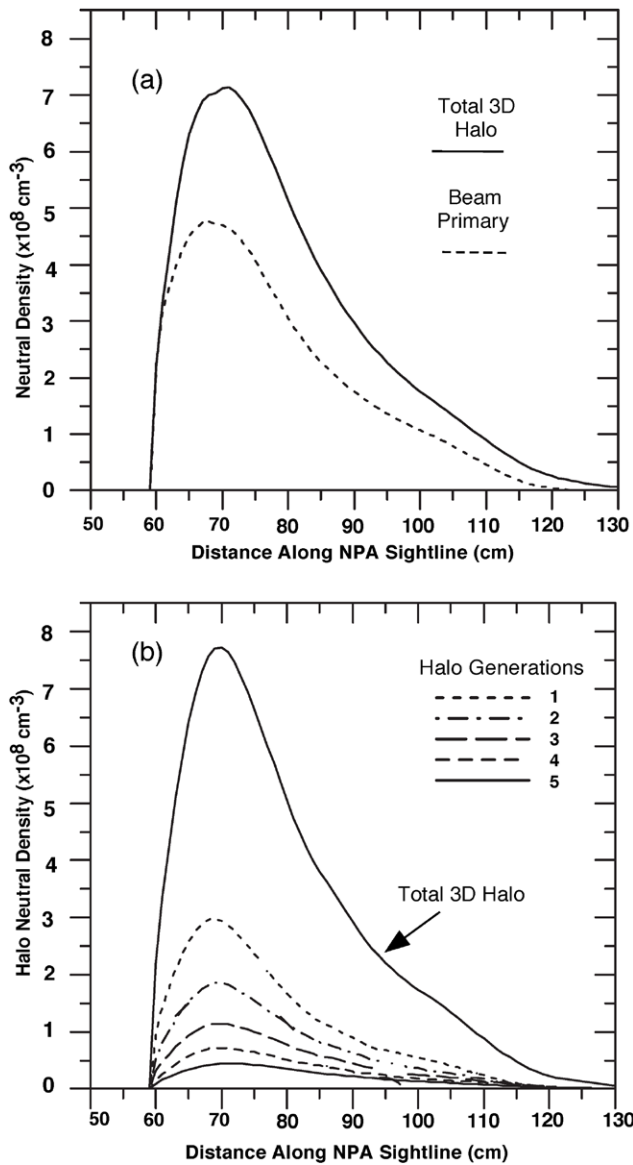 8
7
6
5
4
3
2
1
0
Neutral Density (x10⁸ cm⁻³)
(a)
Total 3D
Halo
Beam
Primary
50 60 70 80 90 100 110 120 130
Distance Along NPA Sightline (cm)
8
7
6
5
4
3
2
1
0
Halo Neutral Density (x10⁸ cm⁻³)
(b)
Halo Generations
1
2
3
4
5
Total 3D Halo
50 60 70 80 90 100 110 120 130
Distance Along NPA Sightline (cm)